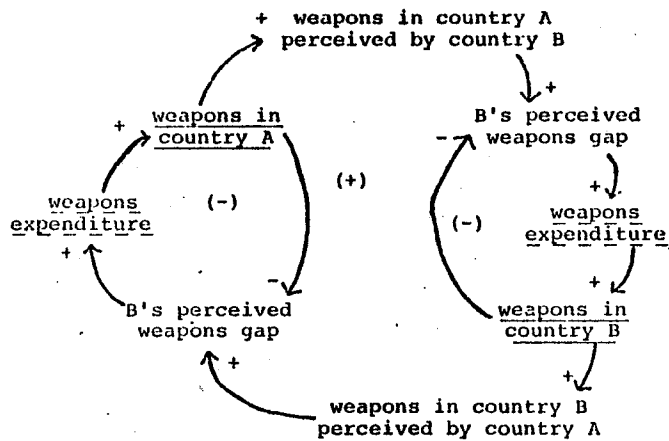 + weapons in country A
perceived by country B
+
B's perceived
weapons gap
-
+
weapons in
country A
+
(-)
(+)
-
weapons
expenditure
+
B's perceived
weapons gap
+
+
weapons
expenditure
(-)
+
weapons in
country B
+
weapons in country B
perceived by country A